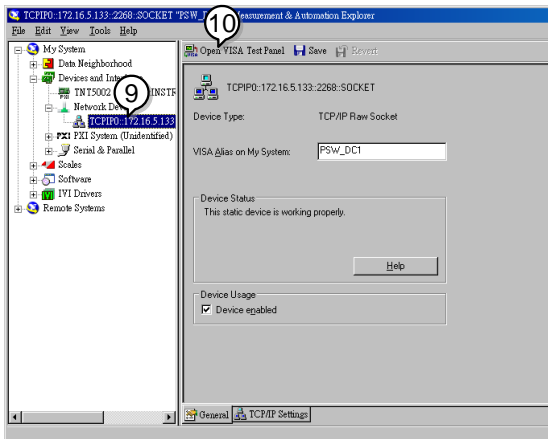 TCPIP0::172.16.5.133::2268::SOCKET "PSW_D Measurement & Automation Explorer
10
File Edit View Tools Help
My System
Data Neighborhood
Devices and Inte
TNT5002 INSTR
9
Network De
TCPIP0::172.16.5.133
PXI PXI System (Unidentified)
Serial & Parallel
Scales
Software
IVI Drivers
Remote Systems
Open VISA Test Panel Save Revert
TCPIP0::172.16.5.133::2268::SOCKET
Device Type: TCP/IP Raw Socket
VISA Alias on My System: PSW_DC1
Device Status
This static device is working properly.
Help
Device Usage
Device enabled
General TCP/IP Settings